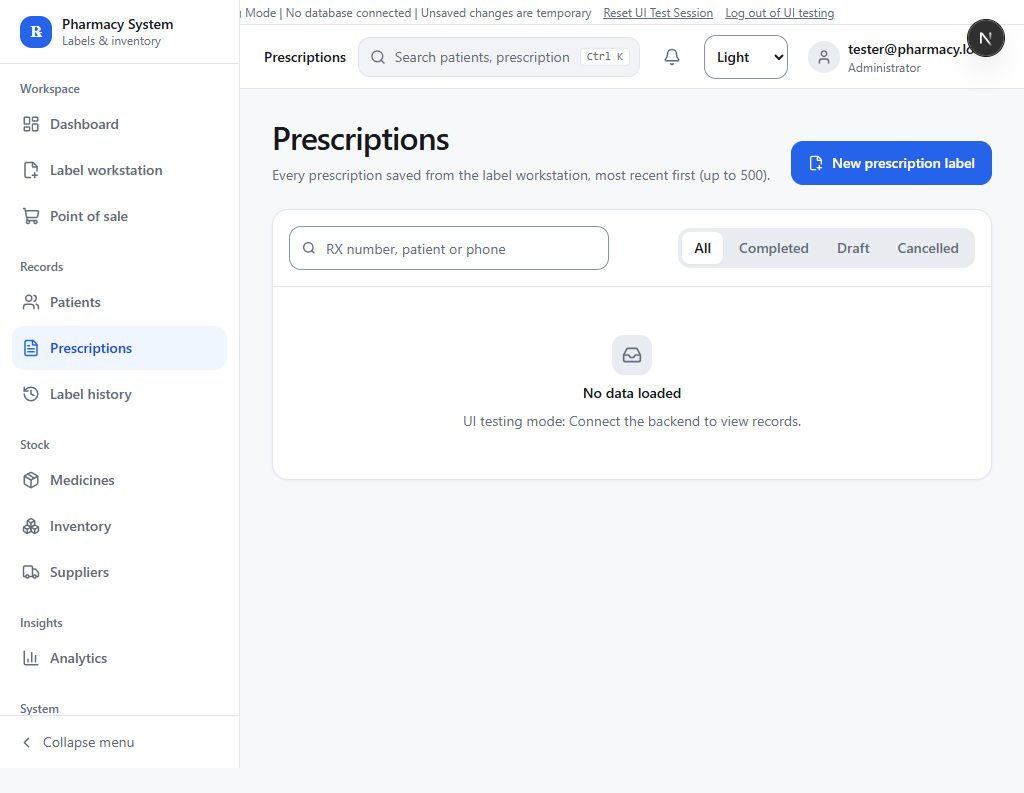 Pharmacy System
Labels & inventory
Mode | No database connected | Unsaved changes are temporary Reset UI Test Session Log out of UI testing
Prescriptions
Search patients, prescription Ctrl K
Light
Administrator
N
Workspace
Dashboard
Label workstation
Point of sale
Records
Patients
Prescriptions
Label history
Stock
Medicines
Inventory
Suppliers
Insights
Analytics
System
Collapse menu
Prescriptions
Every prescription saved from the label workstation, most recent first (up to 500).
New prescription label
RX number, patient or phone
All Completed Draft Cancelled
No data loaded
UI testing mode: Connect the backend to view records.